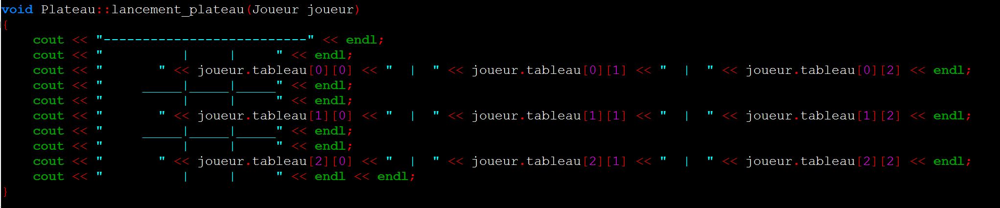 void Plateau::lancement_plateau(Joueur joueur)
{
    cout << "--------------------------" << endl;
    cout << "          |     |     " << endl;
    cout << "       " << joueur.tableau[0][0] << "  |  " << joueur.tableau[0][1] << "  |  " << joueur.tableau[0][2] << endl;
    cout << "     _____|_____|_____" << endl;
    cout << "          |     |     " << endl;
    cout << "       " << joueur.tableau[1][0] << "  |  " << joueur.tableau[1][1] << "  |  " << joueur.tableau[1][2] << endl;
    cout << "     _____|_____|_____" << endl;
    cout << "          |     |     " << endl;
    cout << "       " << joueur.tableau[2][0] << "  |  " << joueur.tableau[2][1] << "  |  " << joueur.tableau[2][2] << endl;
    cout << "          |     |     " << endl << endl;
}